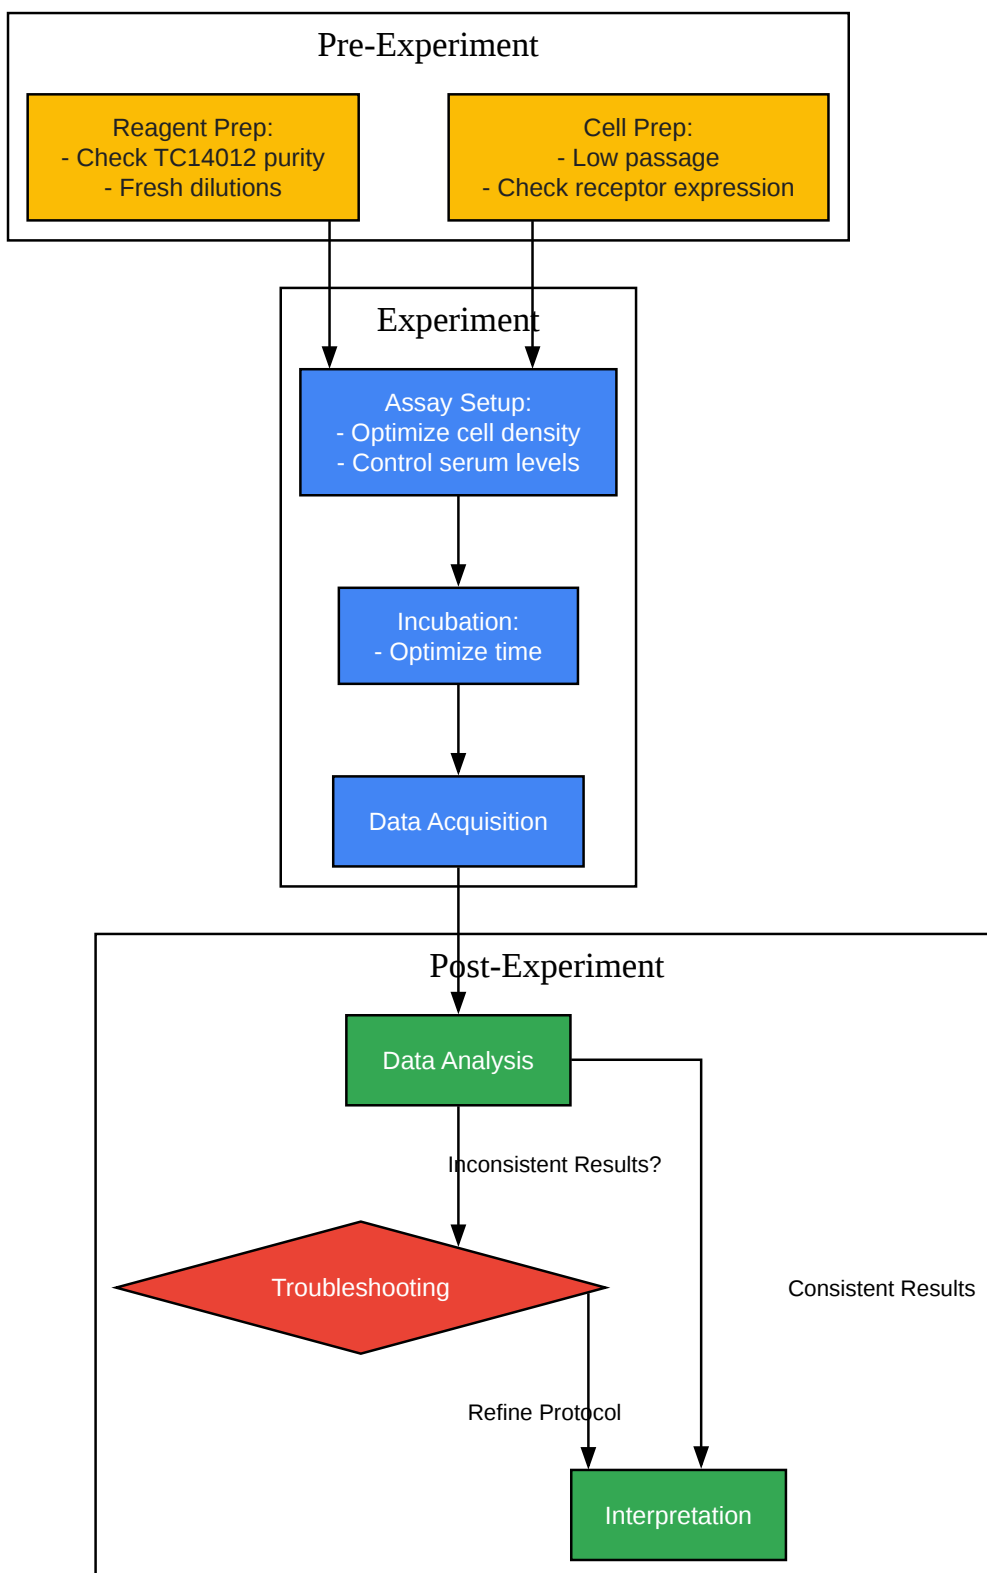 Pre-Experiment
Reagent Prep:
- Check TC14012 purity
- Fresh dilutions
Cell Prep:
- Low passage
- Check receptor expression
Experiment
Assay Setup:
- Optimize cell density
- Control serum levels
Incubation:
- Optimize time
Data Acquisition
Post-Experiment
Data Analysis
Inconsistent Results?
Troubleshooting
Consistent Results
Refine Protocol
Interpretation